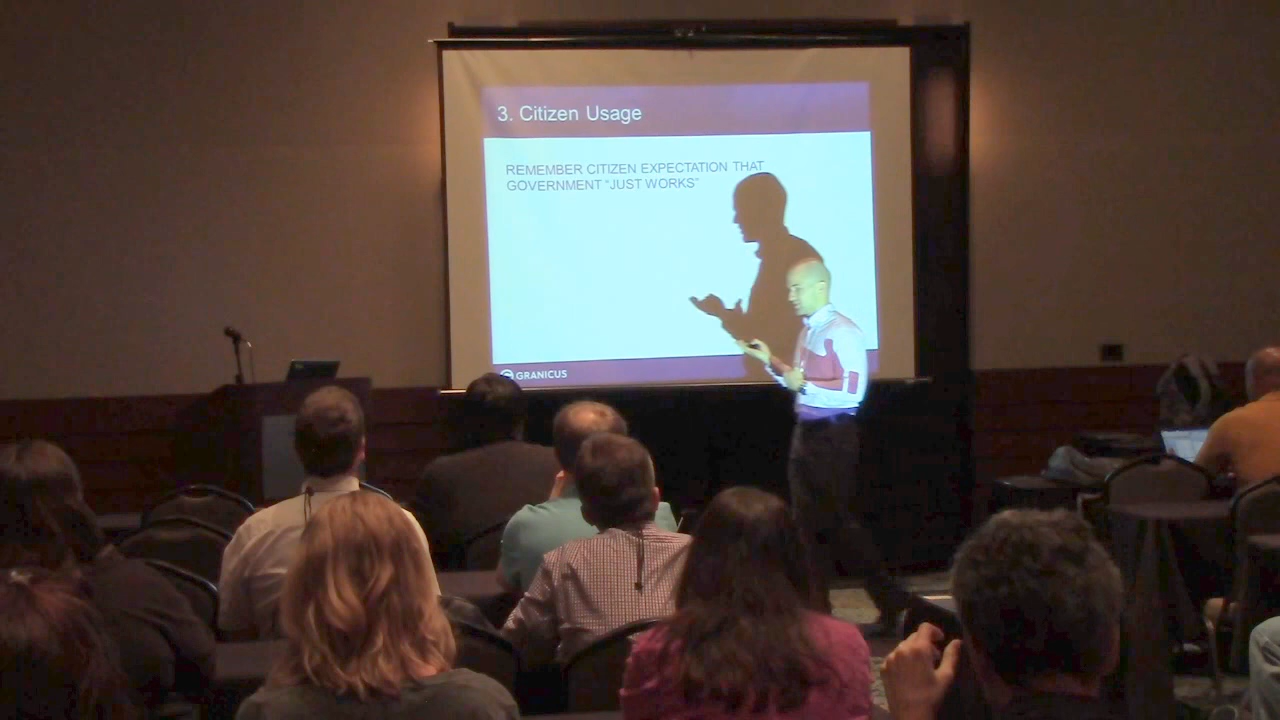 3. Citizen Usage
REMEMBER CITIZEN EXPECTATION THAT
GOVERNMENT “JUST WORKS”
GRANICUS